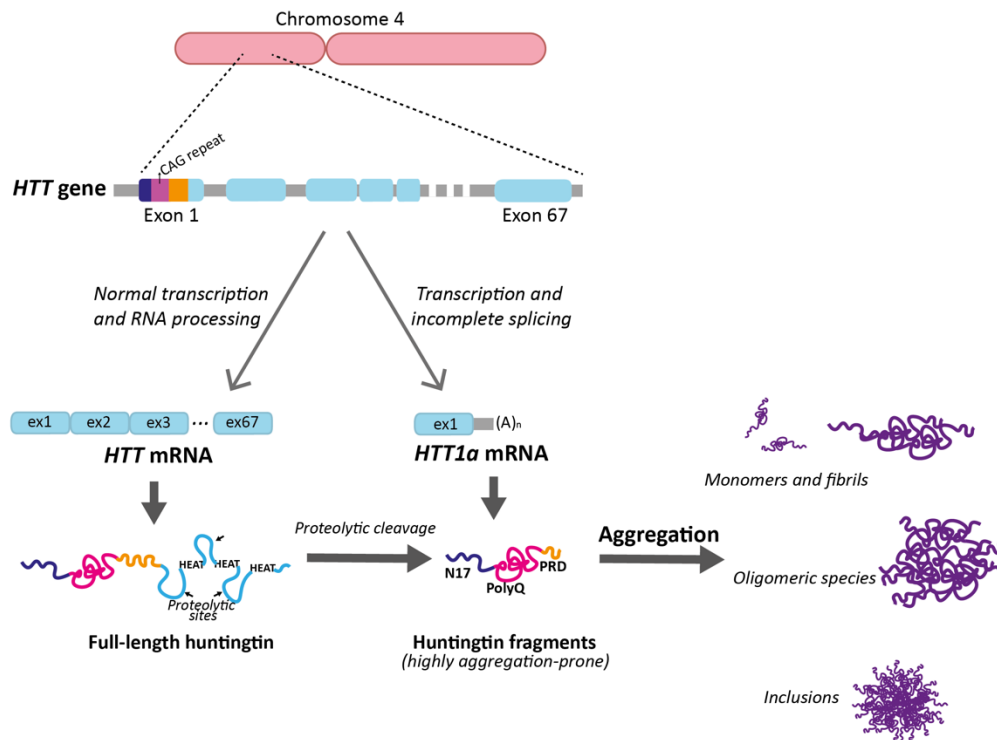 Chromosome 4
CAG repeat
HTT gene
Exon 1
Exon 67
Normal transcription
and RNA processing
Transcription and
incomplete splicing
ex1 ex2 ex3 ••• ex67
HTT mRNA
ex1 (A)n
HTT1a mRNA
Monomers and fibrils
HEAT HEAT HEAT
Proteolytic
sites
Full-length huntingtin
Proteolytic cleavage
N17
PolyQ
PRD
Huntingtin fragments
(highly aggregation-prone)
Aggregation
Oligomeric species
Inclusions